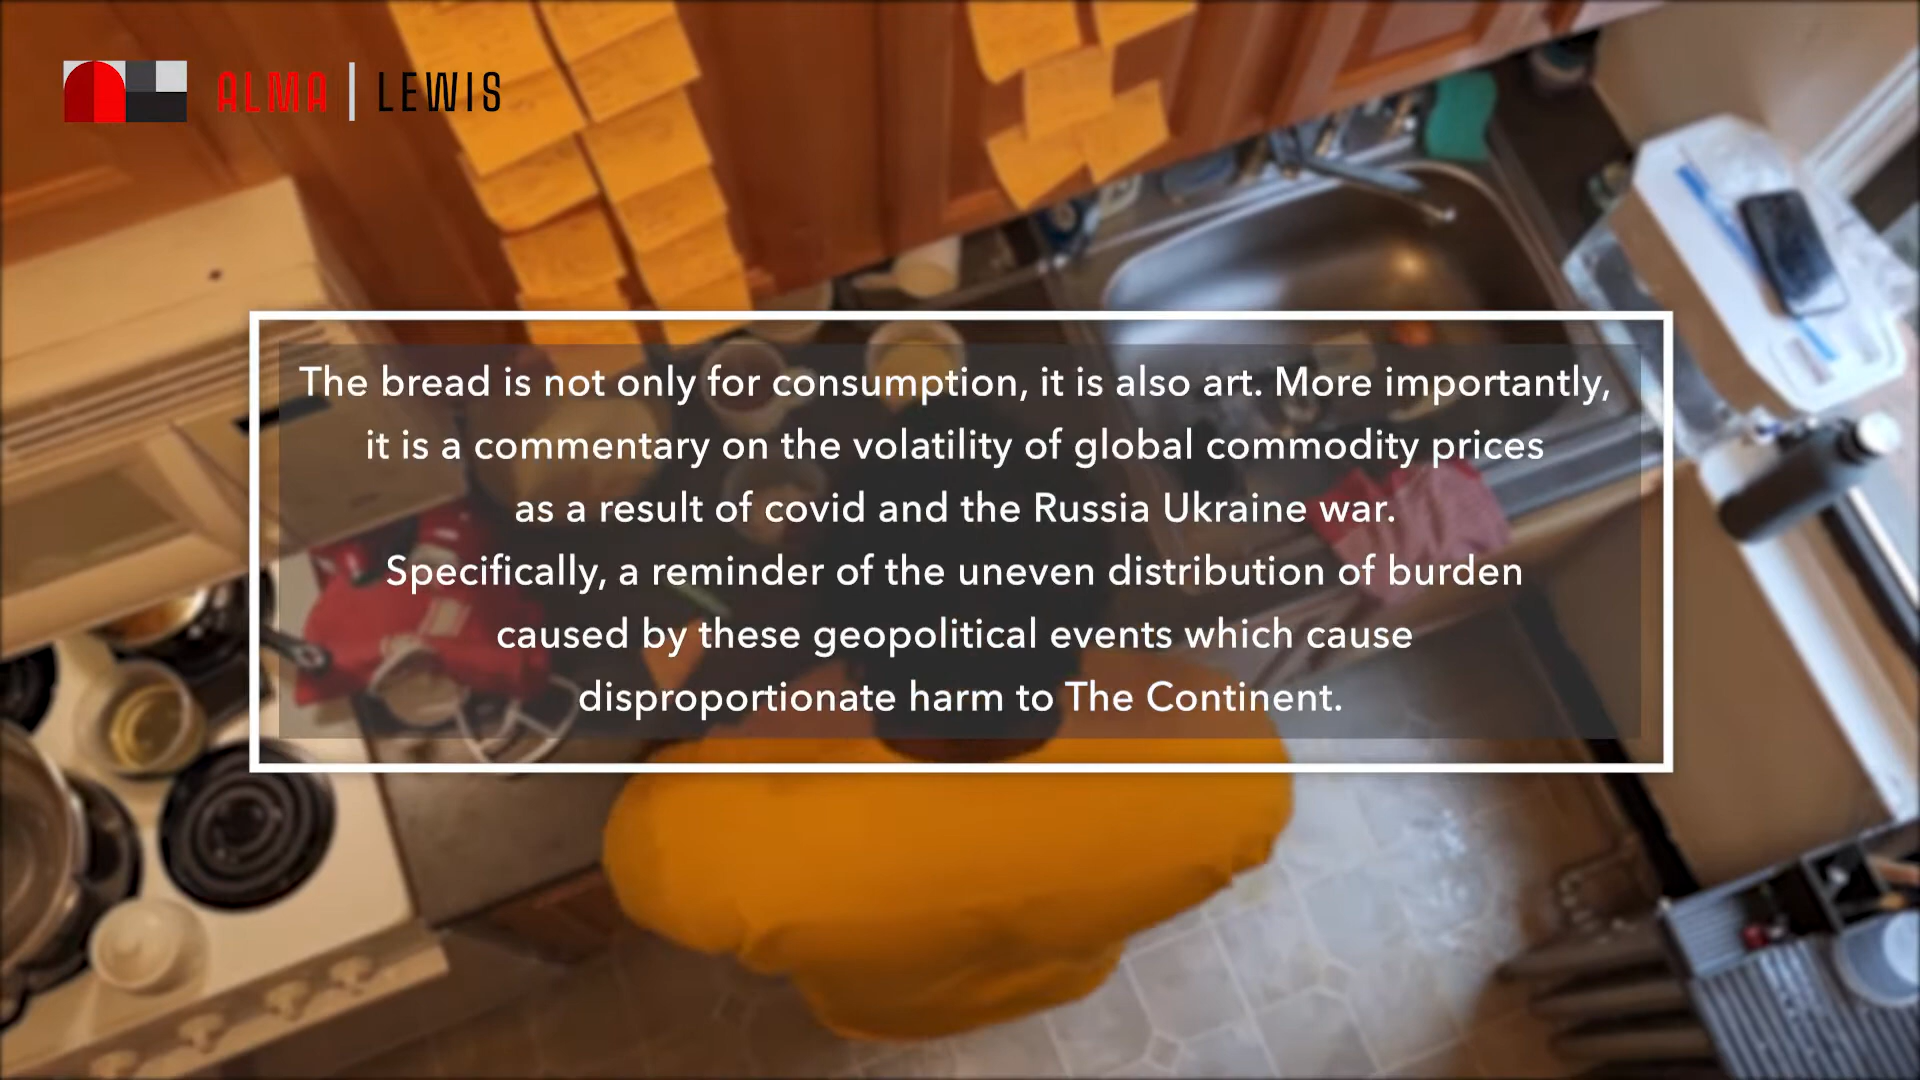 ALMA | LEWIS
The bread is not only for consumption, it is also art. More importantly,
it is a commentary on the volatility of global commodity prices
as a result of covid and the Russia Ukraine war.
Specifically, a reminder of the uneven distribution of burden
caused by these geopolitical events which cause
disproportionate harm to The Continent.